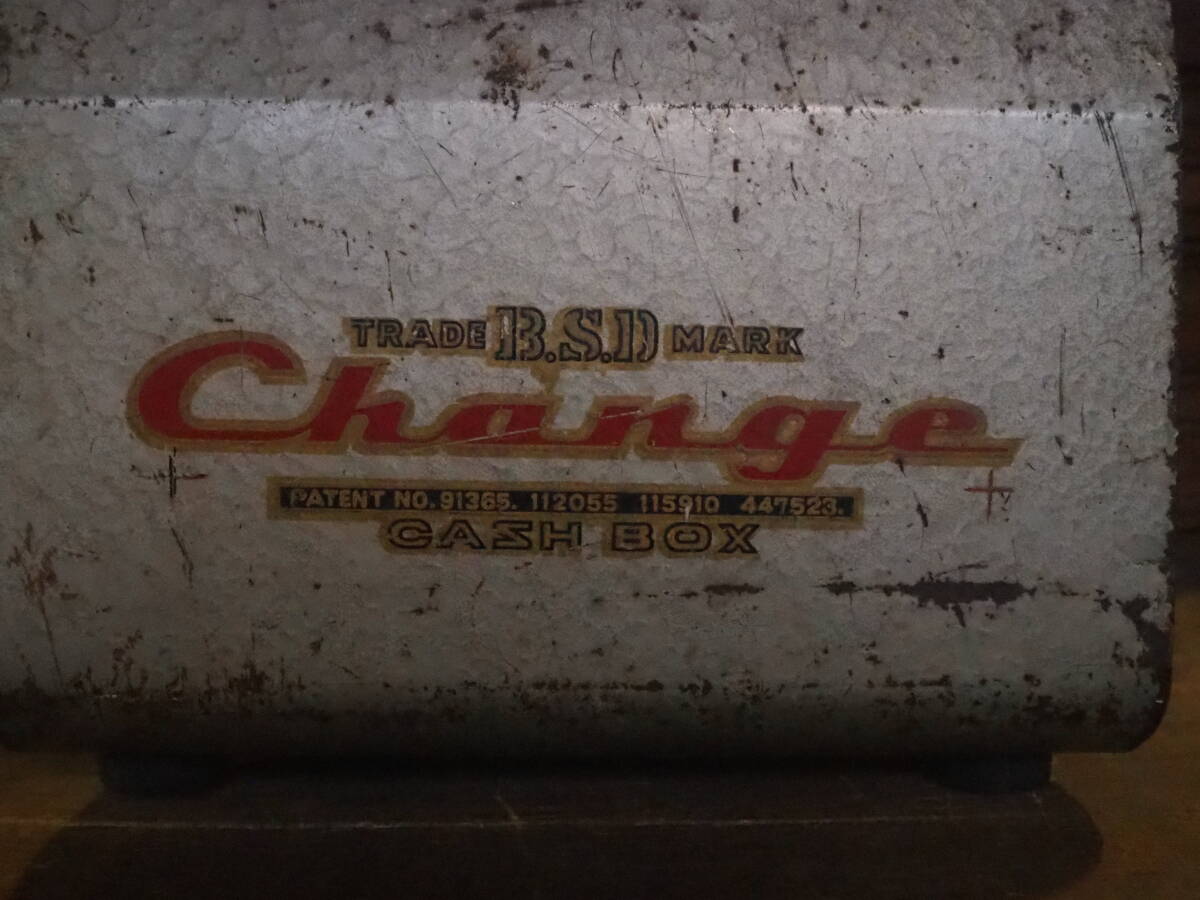 TRADE B.S.D MARK
Change
PATENT NO. 91365. 112055 115910 447523.
CASH BOX